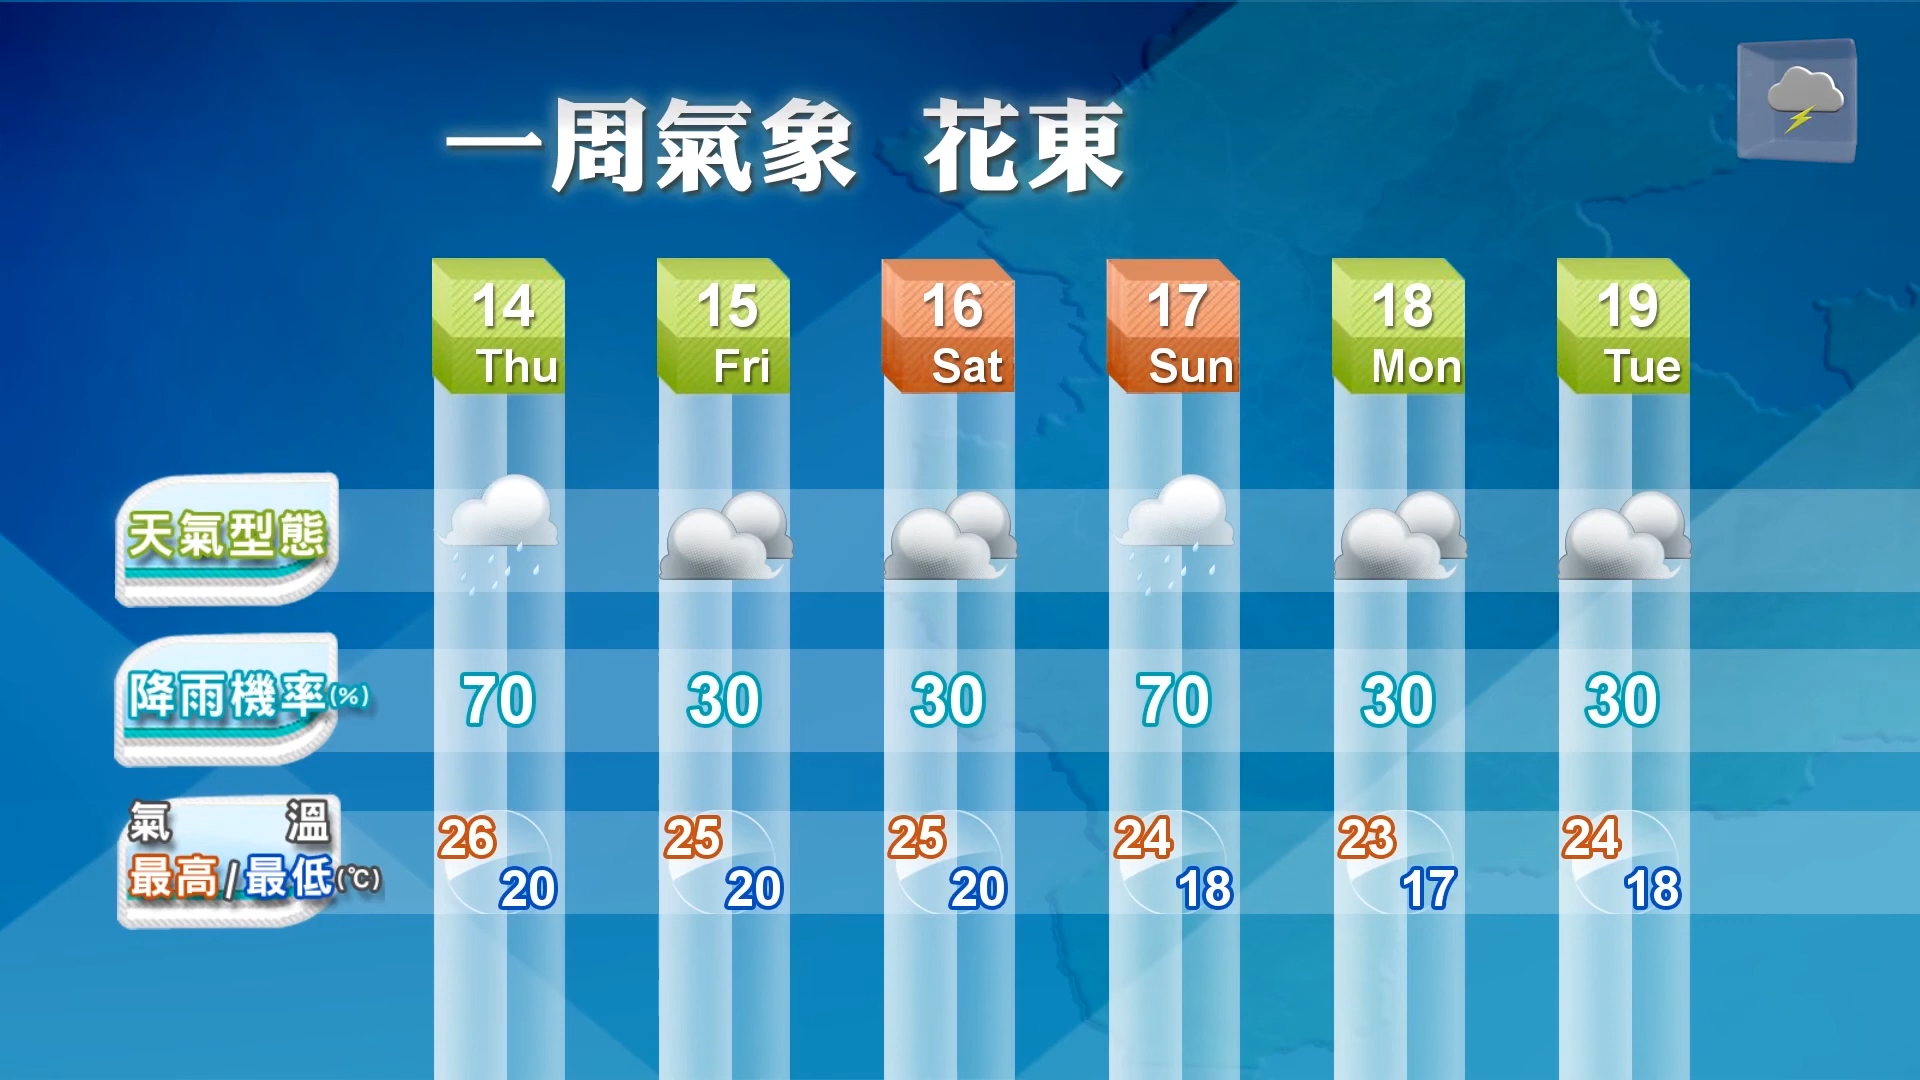 一周氣象 花東
14 15 16 17 18 19
Thu Fri Sat Sun Mon Tue
天氣型態
降雨機率(%) 70 30 30 70 30 30
氣溫 26 25 25 24 23 24
最高/最低(℃) 20 20 20 18 17 18